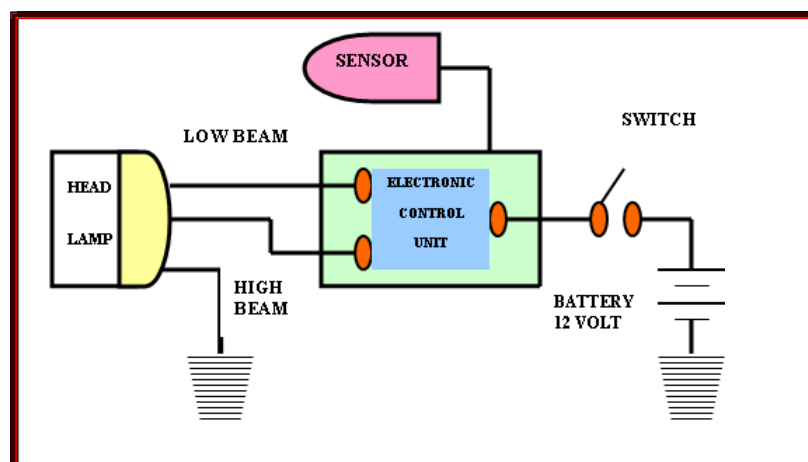 SENSOR
LOW BEAM
SWITCH
HEAD
LAMP
ELECTRONIC
CONTROL
UNIT
HIGH
BEAM
BATTERY
12 VOLT